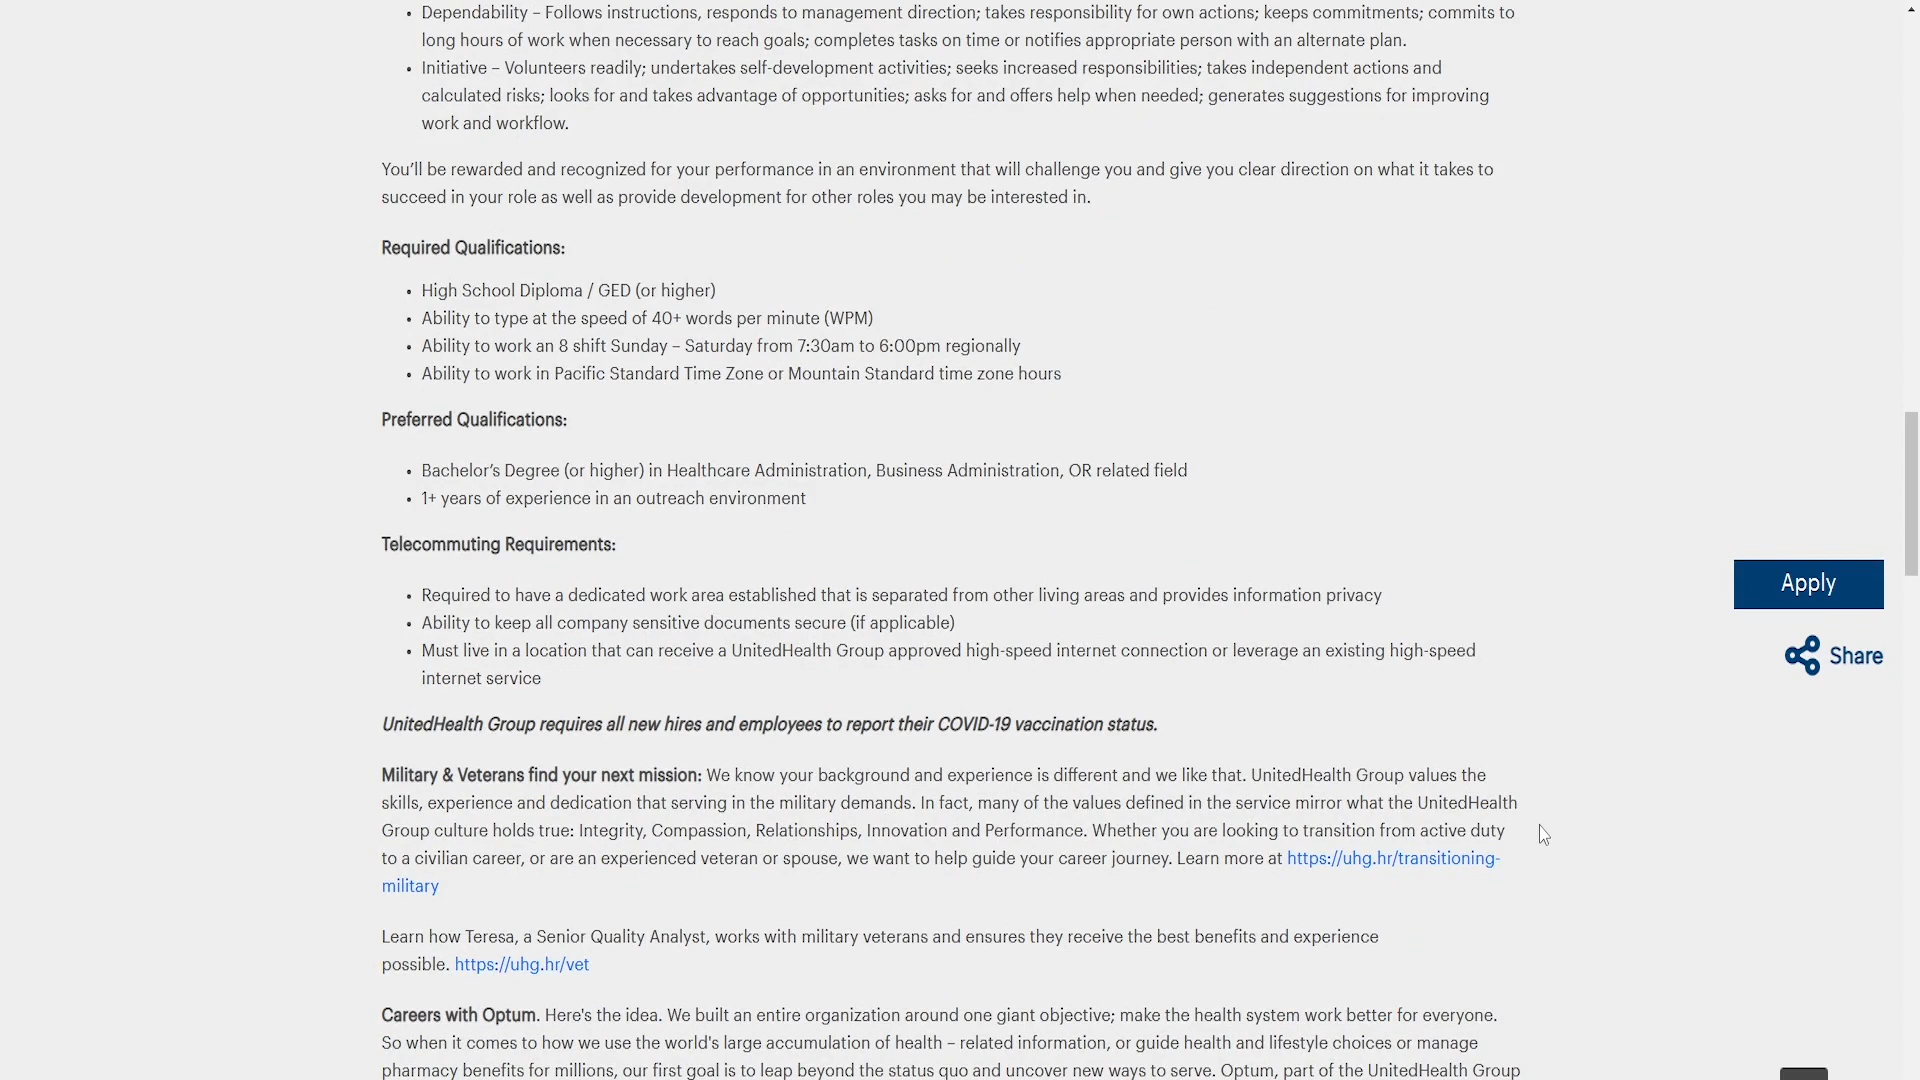 • Dependability – Follows instructions, responds to management direction; takes responsibility for own actions; keeps commitments; commits to
long hours of work when necessary to reach goals; completes tasks on time or notifies appropriate person with an alternate plan.
• Initiative – Volunteers readily; undertakes self-development activities; seeks increased responsibilities; takes independent actions and
calculated risks; looks for and takes advantage of opportunities; asks for and offers help when needed; generates suggestions for improving
work and workflow.
You’ll be rewarded and recognized for your performance in an environment that will challenge you and give you clear direction on what it takes to
succeed in your role as well as provide development for other roles you may be interested in.
Required Qualifications:
• High School Diploma / GED (or higher)
• Ability to type at the speed of 40+ words per minute (WPM)
• Ability to work an 8 shift Sunday – Saturday from 7:30am to 6:00pm regionally
• Ability to work in Pacific Standard Time Zone or Mountain Standard time zone hours
Preferred Qualifications:
• Bachelor’s Degree (or higher) in Healthcare Administration, Business Administration, OR related field
• 1+ years of experience in an outreach environment
Telecommuting Requirements:
• Required to have a dedicated work area established that is separated from other living areas and provides information privacy
• Ability to keep all company sensitive documents secure (if applicable)
• Must live in a location that can receive a UnitedHealth Group approved high-speed internet connection or leverage an existing high-speed
internet service
UnitedHealth Group requires all new hires and employees to report their COVID-19 vaccination status.
Military & Veterans find your next mission: We know your background and experience is different and we like that. UnitedHealth Group values the
skills, experience and dedication that serving in the military demands. In fact, many of the values defined in the service mirror what the UnitedHealth
Group culture holds true: Integrity, Compassion, Relationships, Innovation and Performance. Whether you are looking to transition from active duty
to a civilian career, or are an experienced veteran or spouse, we want to help guide your career journey. Learn more at https://uhg.hr/transitioning-
military
Learn how Teresa, a Senior Quality Analyst, works with military veterans and ensures they receive the best benefits and experience
possible. https://uhg.hr/vet
Careers with Optum. Here's the idea. We built an entire organization around one giant objective; make the health system work better for everyone.
So when it comes to how we use the world's large accumulation of health – related information, or guide health and lifestyle choices or manage
pharmacy benefits for millions, our first goal is to leap beyond the status quo and uncover new ways to serve. Optum, part of the UnitedHealth Group
Apply
Share